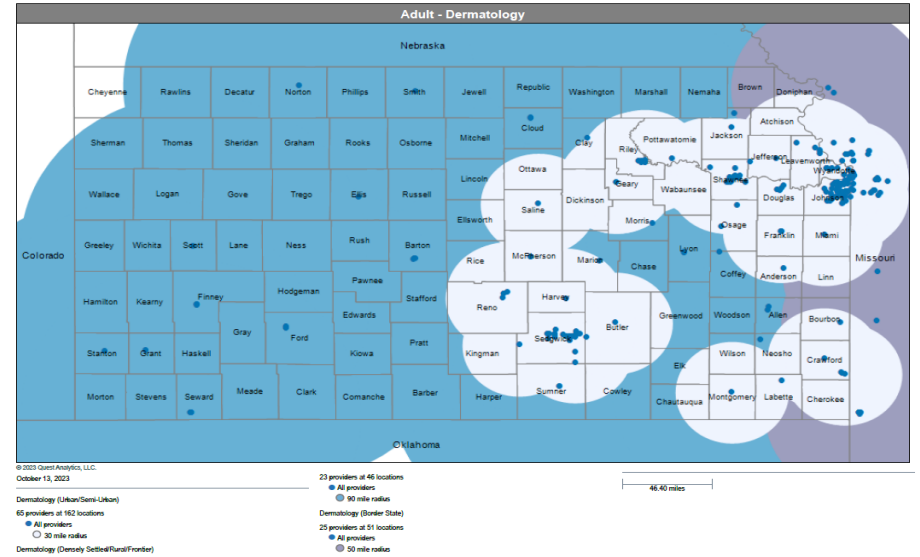 Adult - Dermatology
Nebraska
Cheyenne Rawlins Decatur Norton Phillips Smith Jewell Republic Washington Marshall Nemaha Brown Doniphan
Sherman Thomas Sheridan Graham Rooks Osborne Mitchell Cloud Clay Riley Pottawatomie Jackson Atchison
Wallace Logan Gove Trego Ellis Russell Lincoln Ottawa Geary Wabaunsee Shawnee Jefferson Leavenworth Wyandotte
Saline Dickinson Morris Osage Douglas Johnson
Colorado Greeley Wichita Scott Lane Ness Rush Barton Ellsworth Rice McPherson Marion Chase Lyon Franklin Miami Missouri
Hamilton Kearny Finney Hodgeman Pawnee Stafford Reno Harvey Coffey Anderson Linn
Gray Ford Edwards Sedgwick Butler Greenwood Woodson Allen Bourbon
Stanton Grant Haskell Kiowa Pratt Kingman Elk Wilson Neosho Crawford
Morton Stevens Seward Meade Clark Comanche Barber Harper Sumner Cowley Chautauqua Montgomery Labette Cherokee
Oklahoma
© 2023 Quest Analytics, LLC.
October 13, 2023
Dermatology (Urban/Semi-Urban)
65 providers at 162 locations
All providers
30 mile radius
Dermatology (Densely Settled/Rural/Frontier)
23 providers at 46 locations
All providers
90 mile radius
Dermatology (Border State)
25 providers at 51 locations
All providers
50 mile radius
46.40 miles